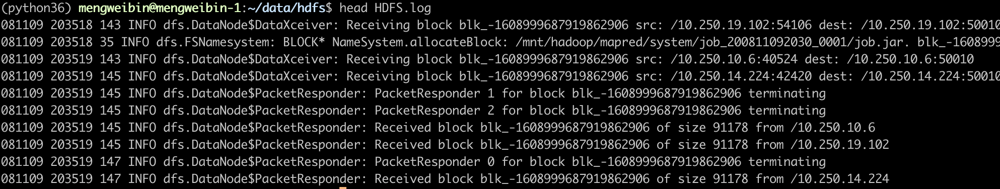 (python36) mengweibin@mengweibin-1:~/data/hdfs$ head HDFS.log
081109 203518 143 INFO dfs.DataNode$DataXceiver: Receiving block blk_-1608999687919862906 src: /10.250.19.102:54106 dest: /10.250.19.102:50010
081109 203518 35 INFO dfs.FSNamesystem: BLOCK* NameSystem.allocateBlock: /mnt/hadoop/mapred/system/job_200811092030_0001/job.jar. blk_-1608999
081109 203519 143 INFO dfs.DataNode$DataXceiver: Receiving block blk_-1608999687919862906 src: /10.250.10.6:40524 dest: /10.250.10.6:50010
081109 203519 145 INFO dfs.DataNode$DataXceiver: Receiving block blk_-1608999687919862906 src: /10.250.14.224:42420 dest: /10.250.14.224:50010
081109 203519 145 INFO dfs.DataNode$PacketResponder: PacketResponder 1 for block blk_-1608999687919862906 terminating
081109 203519 145 INFO dfs.DataNode$PacketResponder: PacketResponder 2 for block blk_-1608999687919862906 terminating
081109 203519 145 INFO dfs.DataNode$PacketResponder: Received block blk_-1608999687919862906 of size 91178 from /10.250.10.6
081109 203519 145 INFO dfs.DataNode$PacketResponder: Received block blk_-1608999687919862906 of size 91178 from /10.250.19.102
081109 203519 147 INFO dfs.DataNode$PacketResponder: PacketResponder 0 for block blk_-1608999687919862906 terminating
081109 203519 147 INFO dfs.DataNode$PacketResponder: Received block blk_-1608999687919862906 of size 91178 from /10.250.14.224